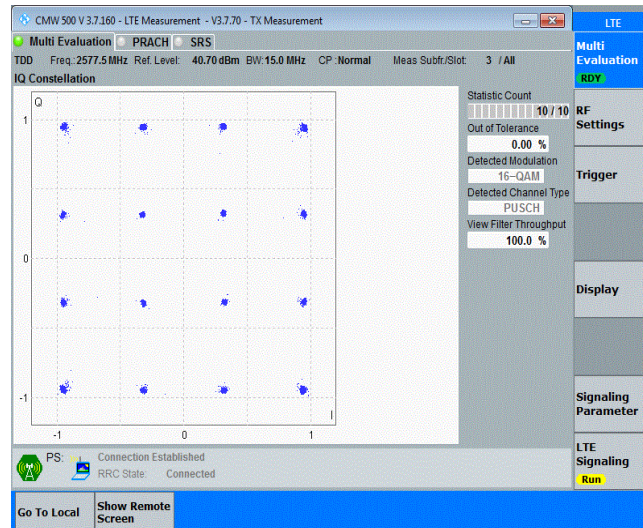 CMW 500 V 3.7.160 - LTE Measurement - V3.7.70 - TX Measurement
LTE
Multi Evaluation PRACH SRS
Multi
Evaluation
RDY
TDD Freq.:2577.5 MHz Ref. Level: 40.70 dBm BW:15.0 MHz CP :Normal Meas Subfr./Slot: 3 / All
IQ Constellation
Q
1
0
-1
-1 0 1
I
Statistic Count
10 / 10
Out of Tolerance
0.00 %
Detected Modulation
16-QAM
Detected Channel Type
PUSCH
View Filter Throughput
100.0 %
RF
Settings
Trigger
Display
Signaling
Parameter
LTE
Signaling
Run
PS: Connection Established
RRC State: Connected
Go To Local
Show Remote
Screen